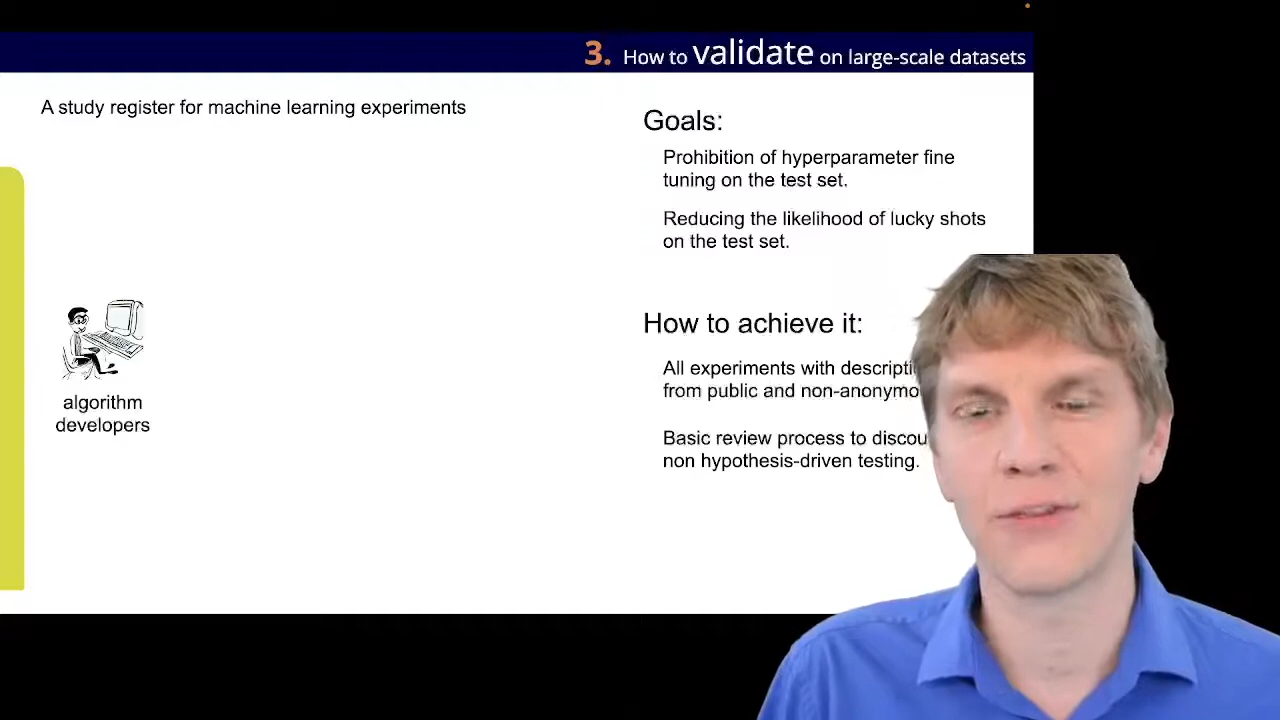 3. How to validate on large-scale datasets
A study register for machine learning experiments
Goals:
Prohibition of hyperparameter fine
tuning on the test set.
Reducing the likelihood of lucky shots
on the test set.
How to achieve it:
All experiments with
from public and
Basic review process to
non hypothesis-driven testing.
algorithm
developers